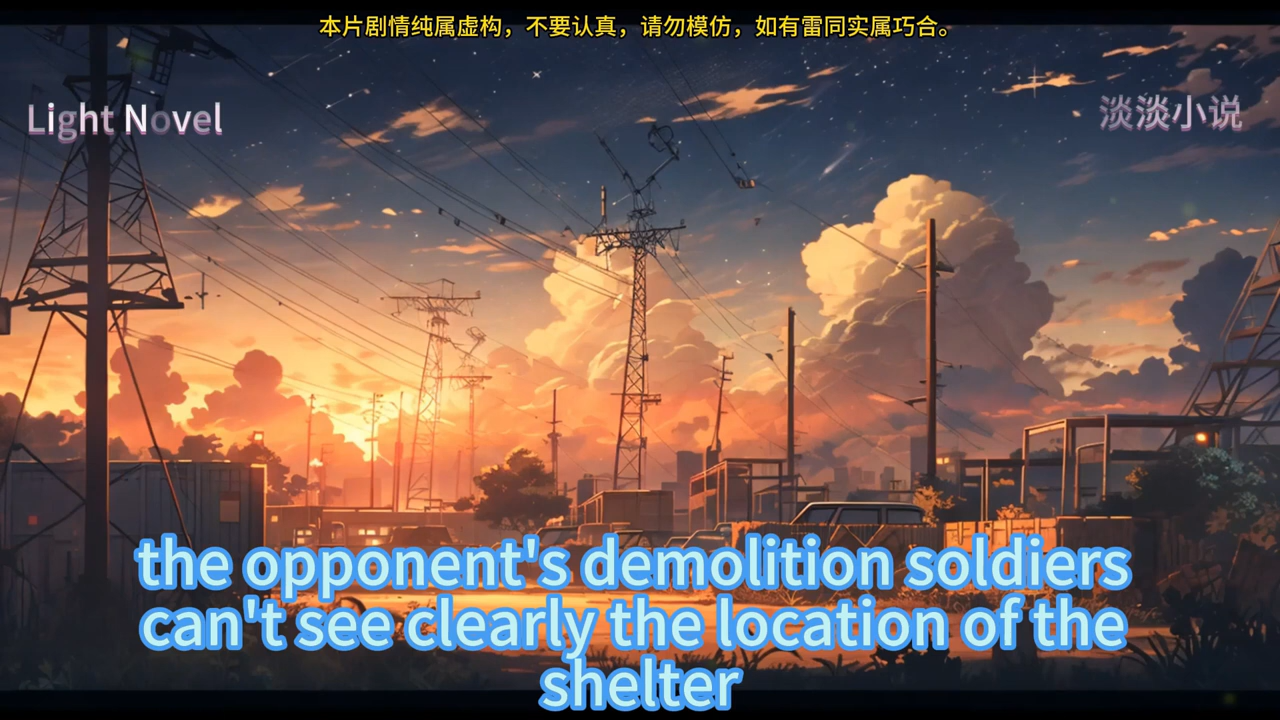 本片剧情纯属虚构，不要认真，请勿模仿，如有雷同实属巧合。
Light Novel
淡淡小说
the opponent's demolition soldiers
can't see clearly the location of the
shelter